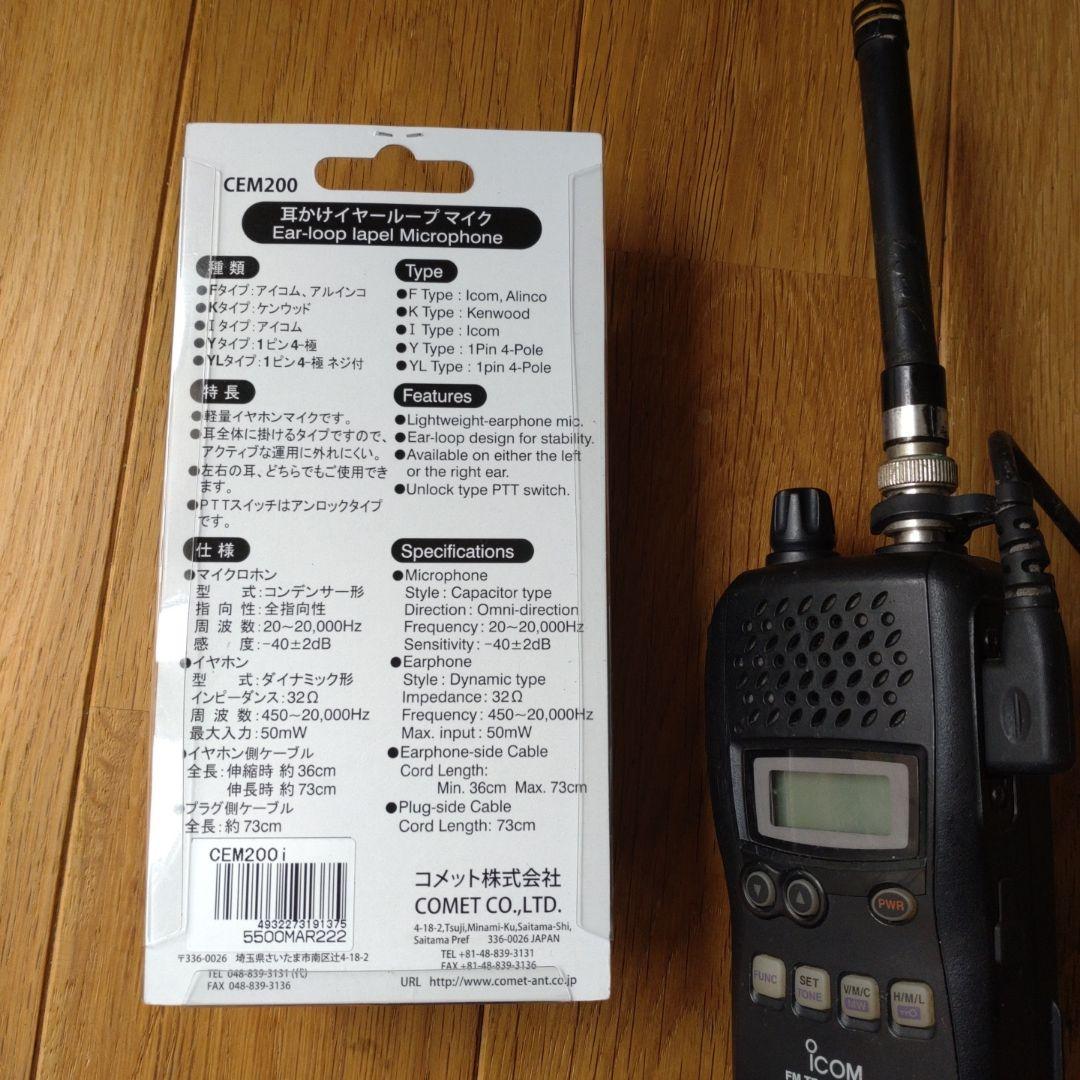 CEM200
耳かけイヤーループ マイク
Ear-loop lapel Microphone
種類
●Fタイプ:アイコム、アルインコ
●Kタイプ:ケンウッド
●Iタイプ:アイコム
●Yタイプ:1ピン4-極
●YLタイプ:1ピン4-極 ネジ付
Type
●F Type : Icom, Alinco
●K Type : Kenwood
●I Type : Icom
●Y Type : 1Pin 4-Pole
●YL Type : 1pin 4-Pole
特長
●軽量イヤホンマイクです。
●耳全体に掛けるタイプですので、
アクティブな運用に外れにくい。
●左右の耳、どちらでもご使用でき
ます。
●PTTスイッチはアンロックタイプ
です。
Features
●Lightweight-earphone mic.
●Ear-loop design for stability.
●Available on either the left
or the right ear.
●Unlock type PTT switch.
仕様
●マイクロホン
型 式:コンデンサー形
指向性:全指向性
周波数:20～20,000Hz
感 度:-40±2dB
●イヤホン
型 式:ダイナミック形
インピーダンス:32Ω
周波数:450～20,000Hz
最大入力:50mW
●イヤホン側ケーブル
全長:伸縮時 約36cm
伸長時 約73cm
●プラグ側ケーブル
全長:約73cm
Specifications
●Microphone
Style : Capacitor type
Direction : Omni-direction
Frequency : 20～20,000Hz
Sensitivity : -40±2dB
●Earphone
Style : Dynamic type
Impedance : 32Ω
Frequency : 450～20,000Hz
Max. input : 50mW
●Earphone-side Cable
Cord Length:
Min. 36cm Max. 73cm
●Plug-side Cable
Cord Length: 73cm
CEM200i
4932273191375
5500MAR222
〒336-0026 埼玉県さいたま市南区辻4-18-2
TEL 048-839-3131(代)
FAX 048-839-3136
コメット株式会社
COMET CO.,LTD.
4-18-2,Tsuji,Minami-Ku,Saitama-Shi,
Saitama Pref 336-0026 JAPAN
TEL +81-48-839-3131
FAX +81-48-839-3136
URL http://www.comet-ant.co.jp
▼
▲
PWR
FUNC
SET
TONE
V/M/C
MW
H/M/L
ICOM